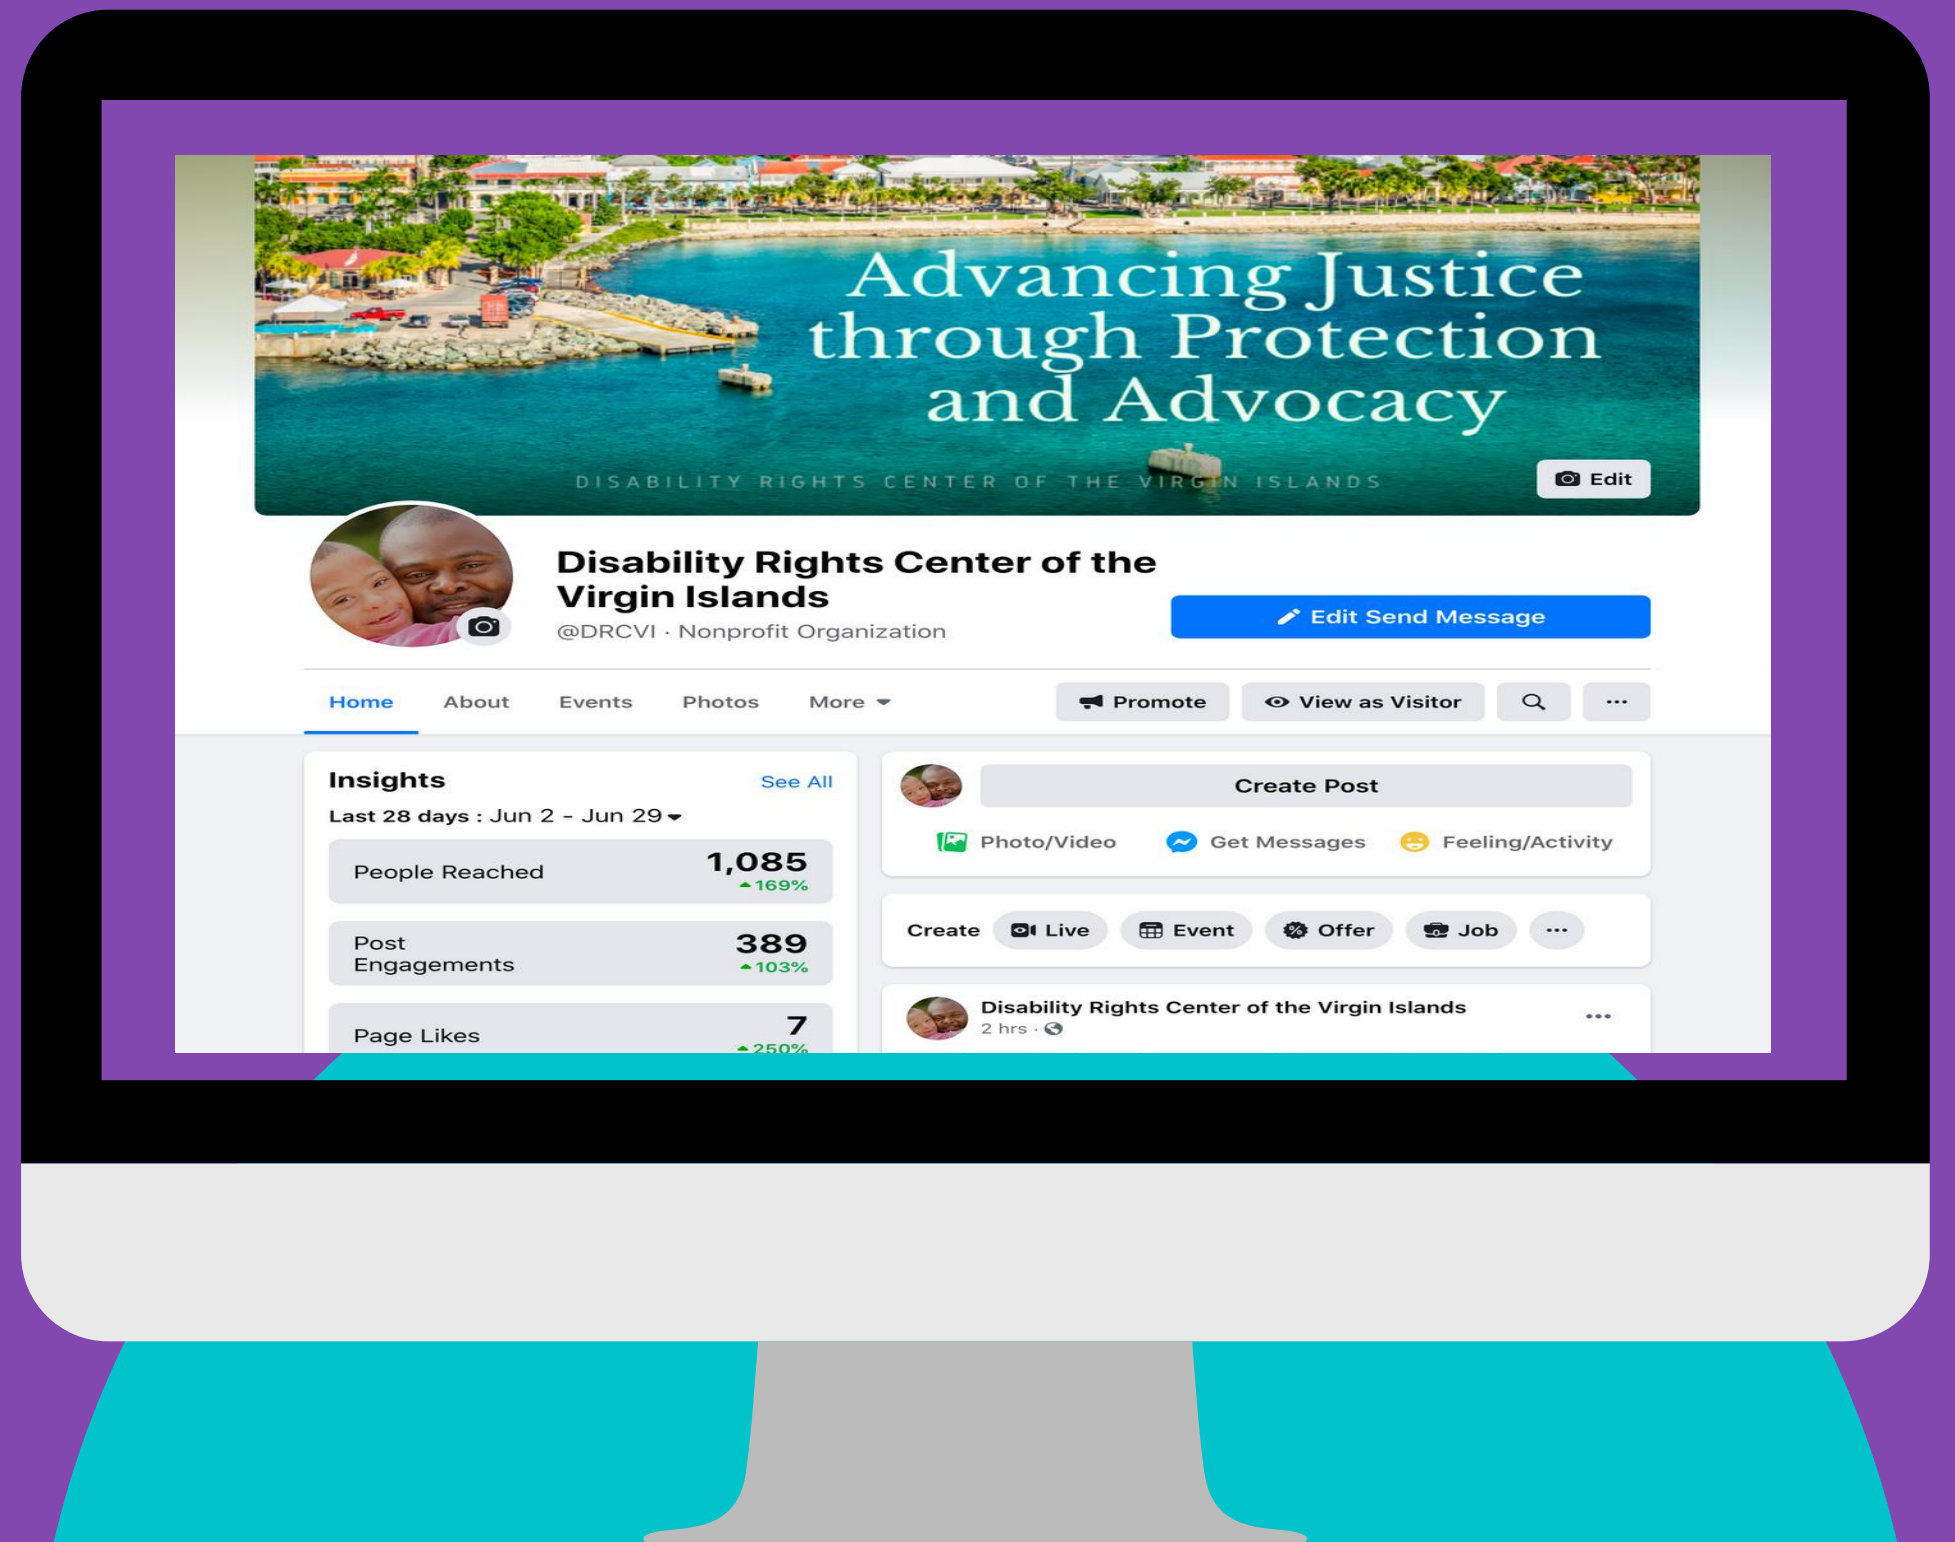 Advancing Justice
through Protection
and Advocacy
DISABILITY RIGHTS CENTER OF THE VIRGIN ISLANDS
Edit
Disability Rights Center of the
Virgin Islands
@DRCVI · Nonprofit Organization
Edit Send Message
Home About Events Photos More
Promote View as Visitor
Insights See All
Last 28 days : Jun 2 - Jun 29
People Reached 1,085
169%
Post
Engagements
389
103%
Page Likes 7
250%
Create Post
Photo/Video Get Messages Feeling/Activity
Create Live Event Offer Job
Disability Rights Center of the Virgin Islands
2 hrs ·